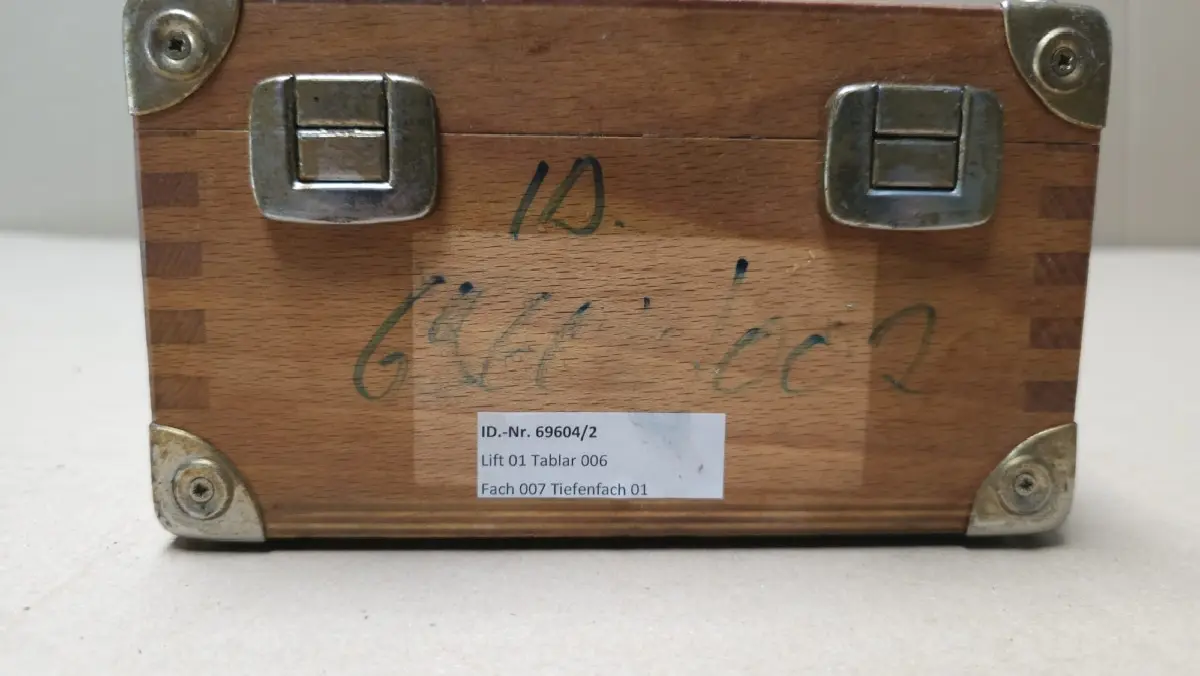 ID.
ID.-Nr. 69604/2
Lift 01 Tablar 006
Fach 007 Tiefenfach 01